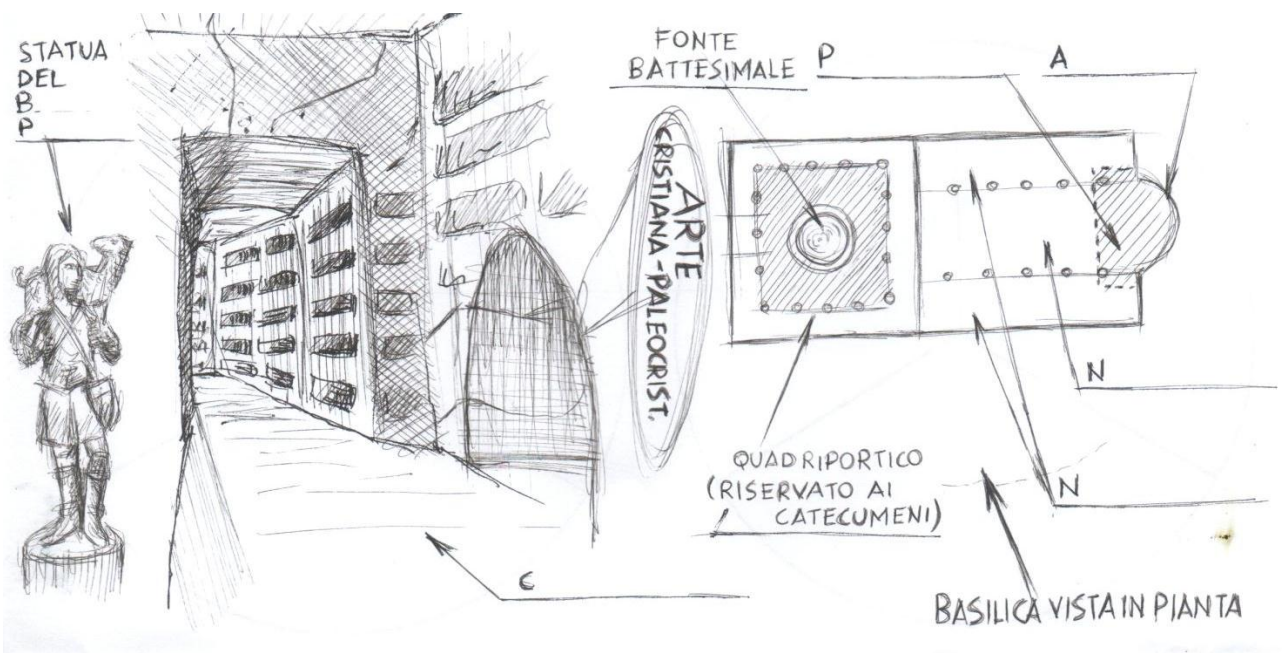 STATUA
DEL
B
P
ARTE
CRISTIANA-PALEOCRIST.
FONTE
BATTESIMALE
P
A
N
N
QUADRIPORTICO
(RISERVATO AI
CATECUMENI)
C
BASILICA VISTA IN PIANTA